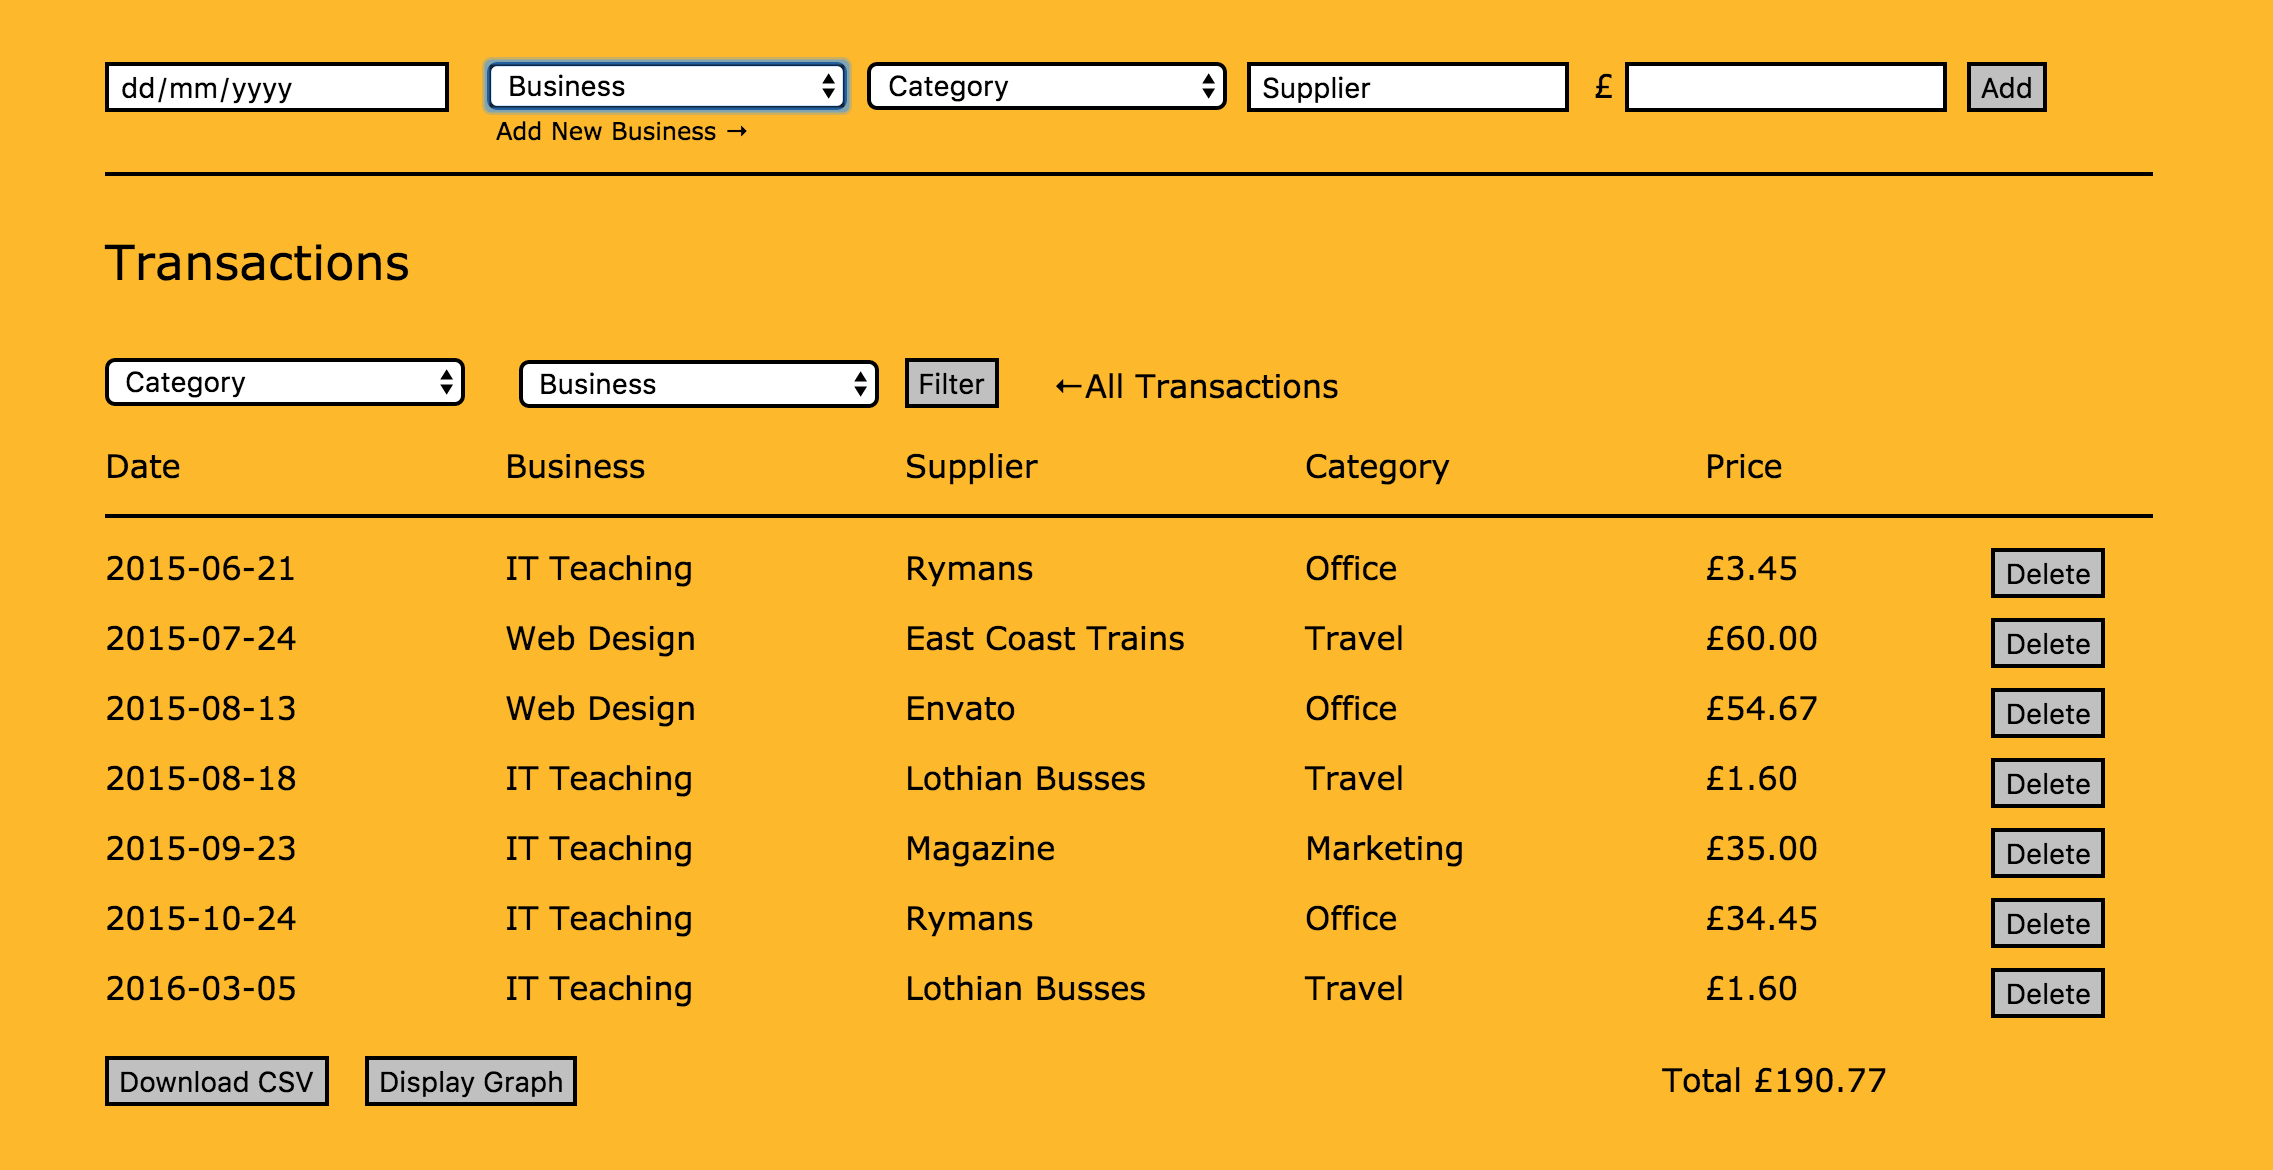 dd/mm/yyyy Business Category Supplier £ Add
Add New Business →
Transactions
Category Business Filter ←All Transactions
Date Business Supplier Category Price
2015-06-21 IT Teaching Rymans Office £3.45 Delete
2015-07-24 Web Design East Coast Trains Travel £60.00 Delete
2015-08-13 Web Design Envato Office £54.67 Delete
2015-08-18 IT Teaching Lothian Busses Travel £1.60 Delete
2015-09-23 IT Teaching Magazine Marketing £35.00 Delete
2015-10-24 IT Teaching Rymans Office £34.45 Delete
2016-03-05 IT Teaching Lothian Busses Travel £1.60 Delete
Download CSV Display Graph Total £190.77